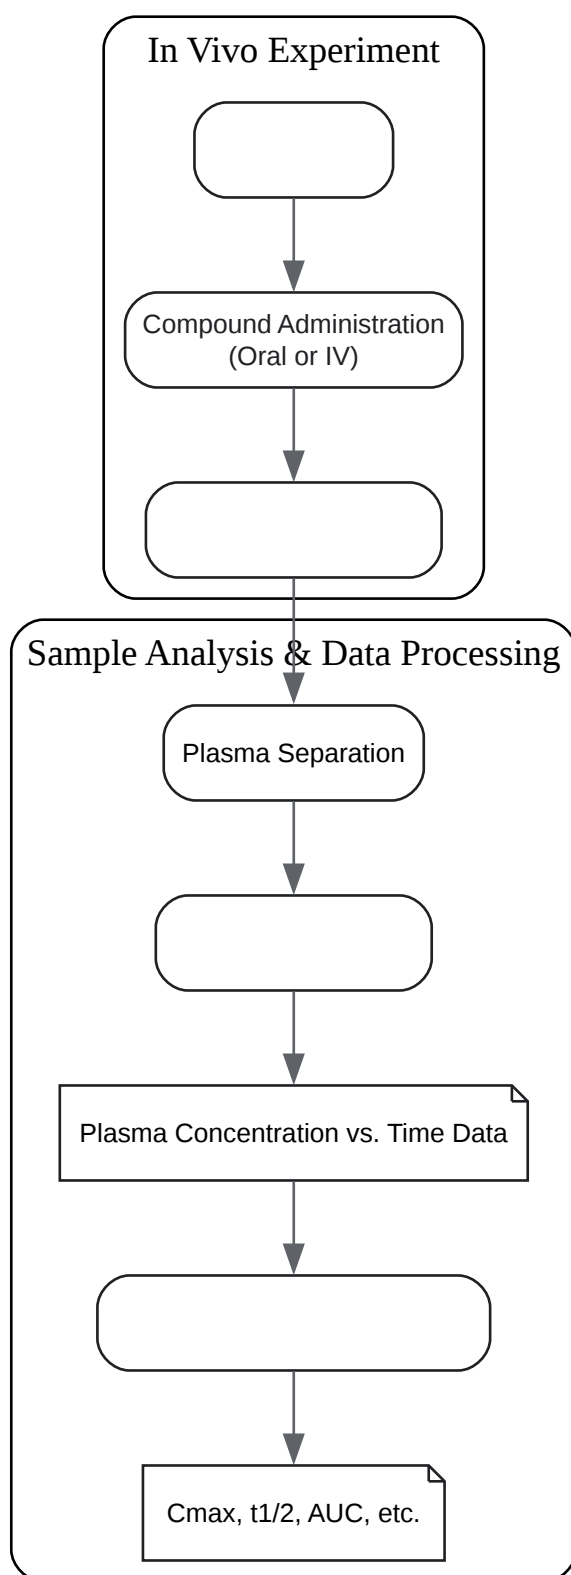 In Vivo Experiment
Compound Administration
(Oral or IV)
Sample Analysis & Data Processing
Plasma Separation
Plasma Concentration vs. Time Data
Cmax, t1/2, AUC, etc.